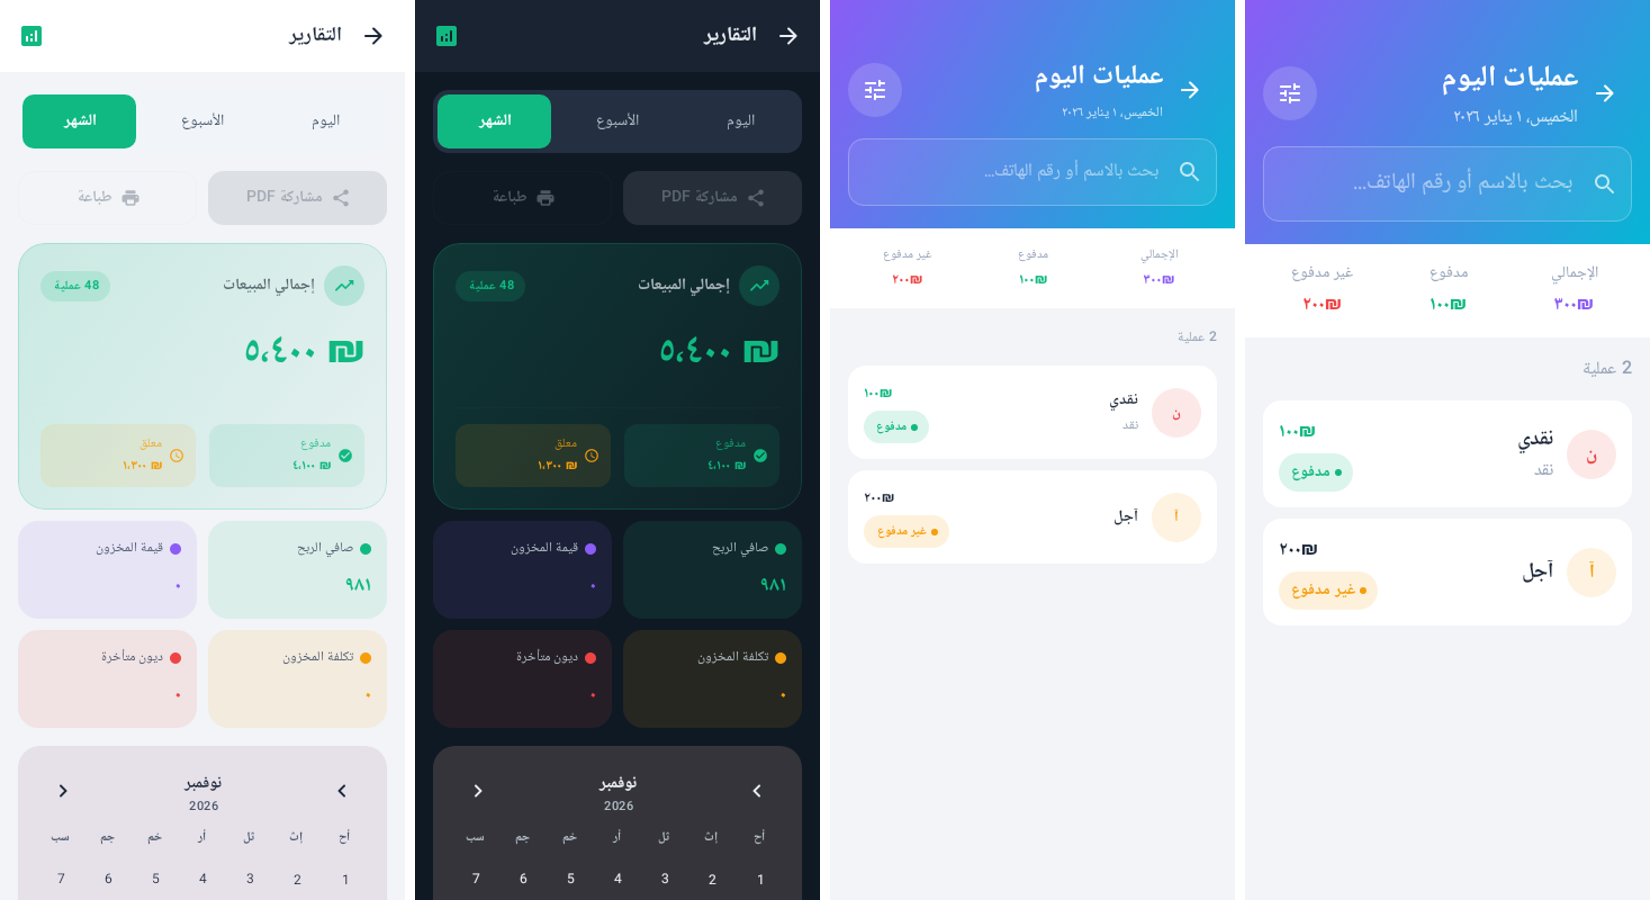 التقارير
اليوم
الأسبوع
الشهر
مشاركة PDF
طباعة
إجمالي المبيعات
48 عملية
₪ ٥،٤٠٠
مدفوع
₪ ٤،١٠٠
معلق
₪ ١،٣٠٠
صافي الربح
٩٨١
قيمة المخزون
٠
تكلفة المخزون
٠
ديون متأخرة
٠
نوفمبر
2026
أح إث ثل أر خم جم سب
1 2 3 4 5 6 7
التقارير
اليوم
الأسبوع
الشهر
مشاركة PDF
طباعة
إجمالي المبيعات
48 عملية
₪ ٥،٤٠٠
مدفوع
₪ ٤،١٠٠
معلق
₪ ١،٣٠٠
صافي الربح
٩٨١
قيمة المخزون
٠
تكلفة المخزون
٠
ديون متأخرة
٠
نوفمبر
2026
أح إث ثل أر خم جم سب
1 2 3 4 5 6 7
عمليات اليوم
الخميس، ١ يناير ٢٠٢٦
بحث بالاسم أو رقم الهاتف...
الإجمالي
₪٣٠٠
مدفوع
₪١٠٠
غير مدفوع
₪٢٠٠
2 عملية
ن
نقدي
نقد
₪١٠٠
مدفوع
آ
آجل
₪٢٠٠
غير مدفوع
عمليات اليوم
الخميس، ١ يناير ٢٠٢٦
بحث بالاسم أو رقم الهاتف...
الإجمالي
₪٣٠٠
مدفوع
₪١٠٠
غير مدفوع
₪٢٠٠
2 عملية
ن
نقدي
نقد
₪١٠٠
مدفوع
آ
آجل
₪٢٠٠
غير مدفوع